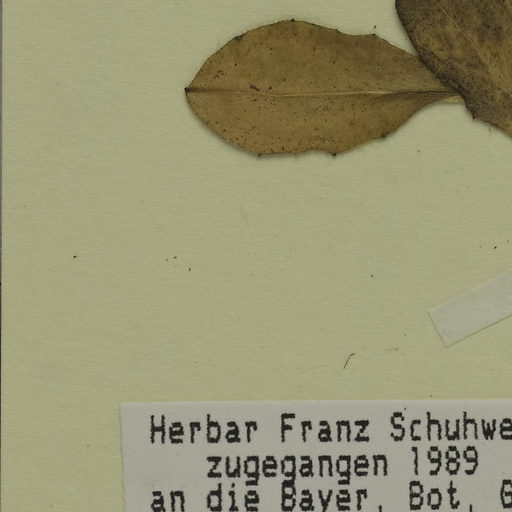 Herbar Franz Schuhwe
zugegangen 1989
an die Bayer. Bot. G